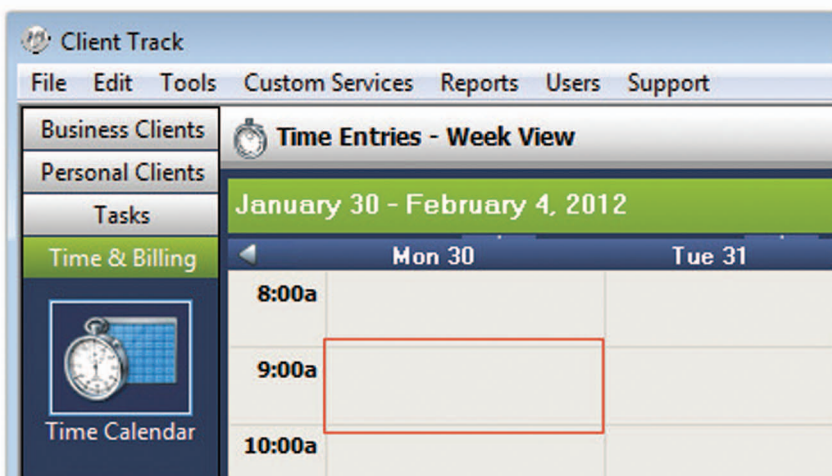 Client Track
File Edit Tools Custom Services Reports Users Support
Business Clients
Personal Clients
Tasks
Time & Billing
Time Calendar
Time Entries - Week View
January 30 - February 4, 2012
Mon 30 Tue 31
8:00a
9:00a
10:00a